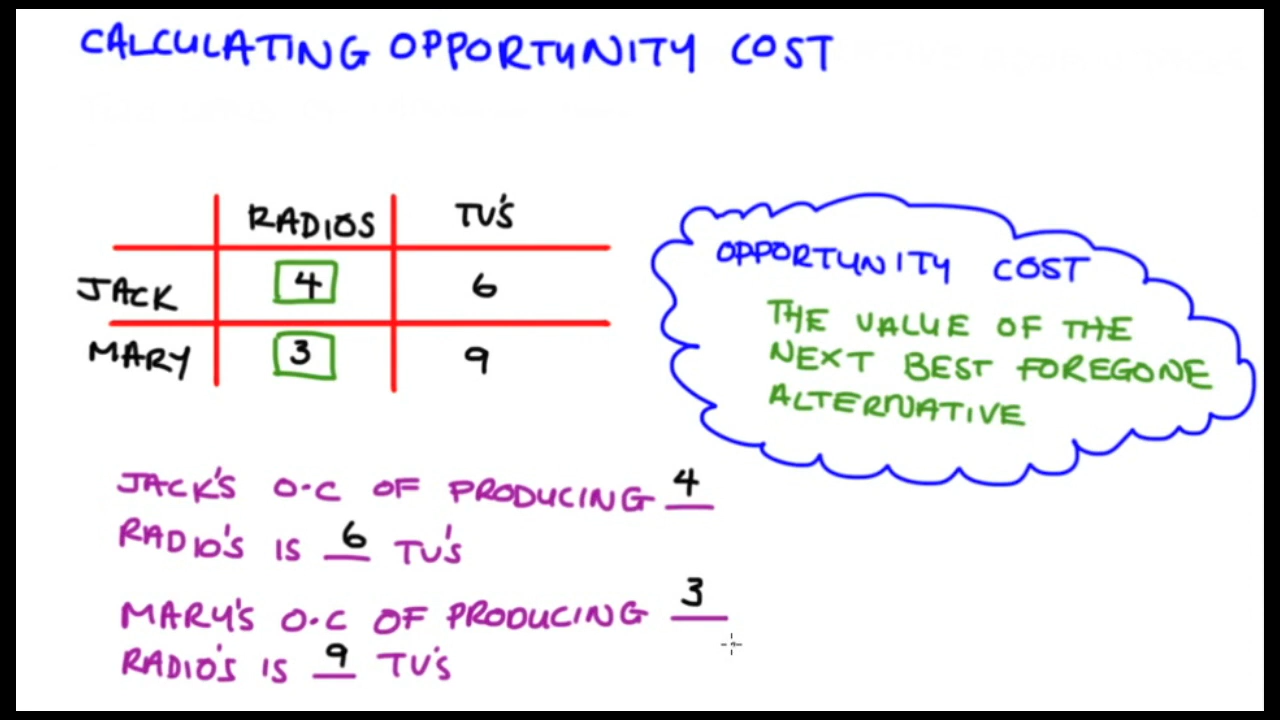 CALCULATING OPPORTUNITY COST
RADIOS TV'S
JACK 4 6
MARY 3 9
OPPORTUNITY COST
THE VALUE OF THE
NEXT BEST FOREGONE
ALTERNATIVE
JACK'S O.C OF PRODUCING 4
RADIO'S IS 6 TV'S
MARY'S O.C OF PRODUCING 3
RADIO'S IS 9 TV'S